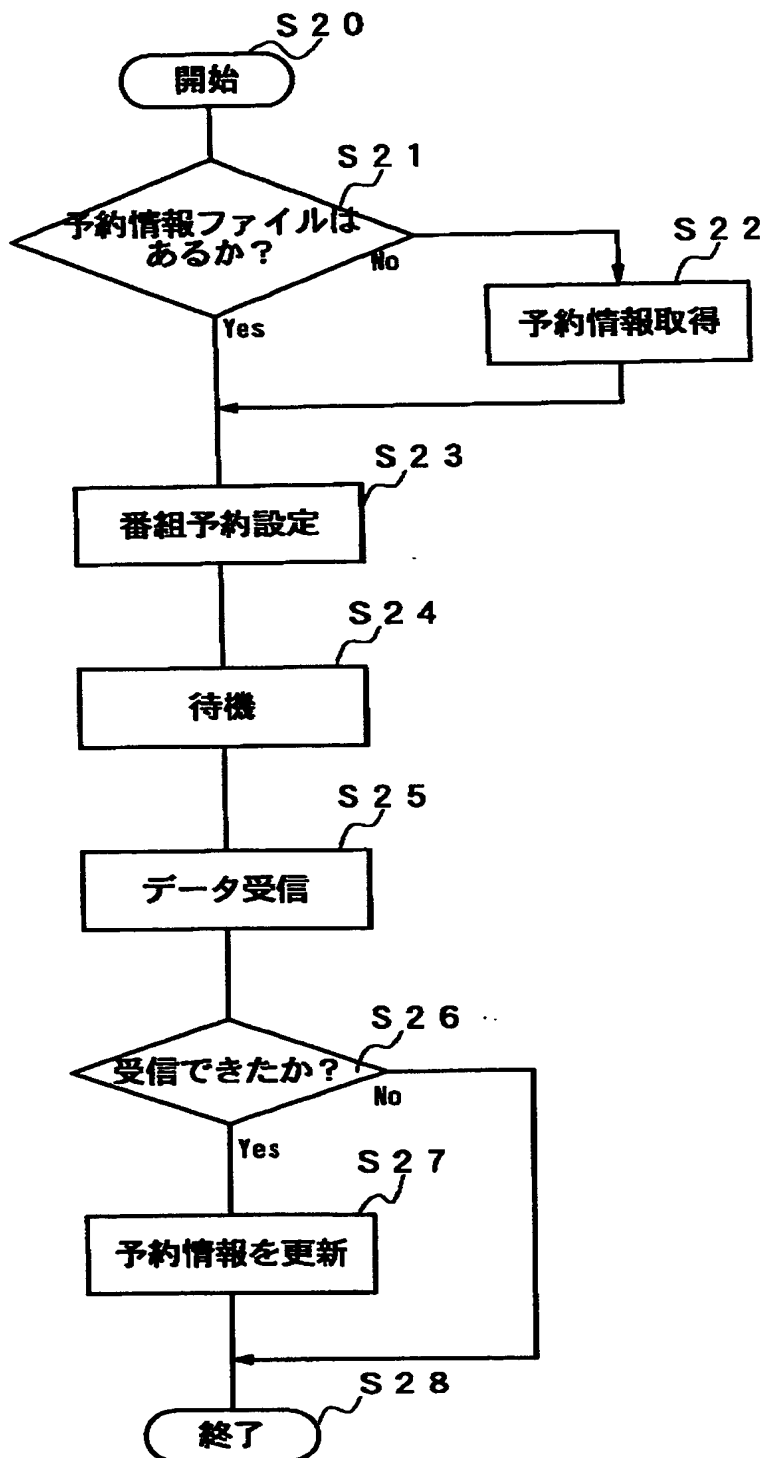 S20
開始
S21
予約情報ファイルは
あるか?
No
Yes
S22
予約情報取得
S23
番組予約設定
S24
待機
S25
データ受信
S26
受信できたか?
No
Yes
S27
予約情報を更新
S28
終了